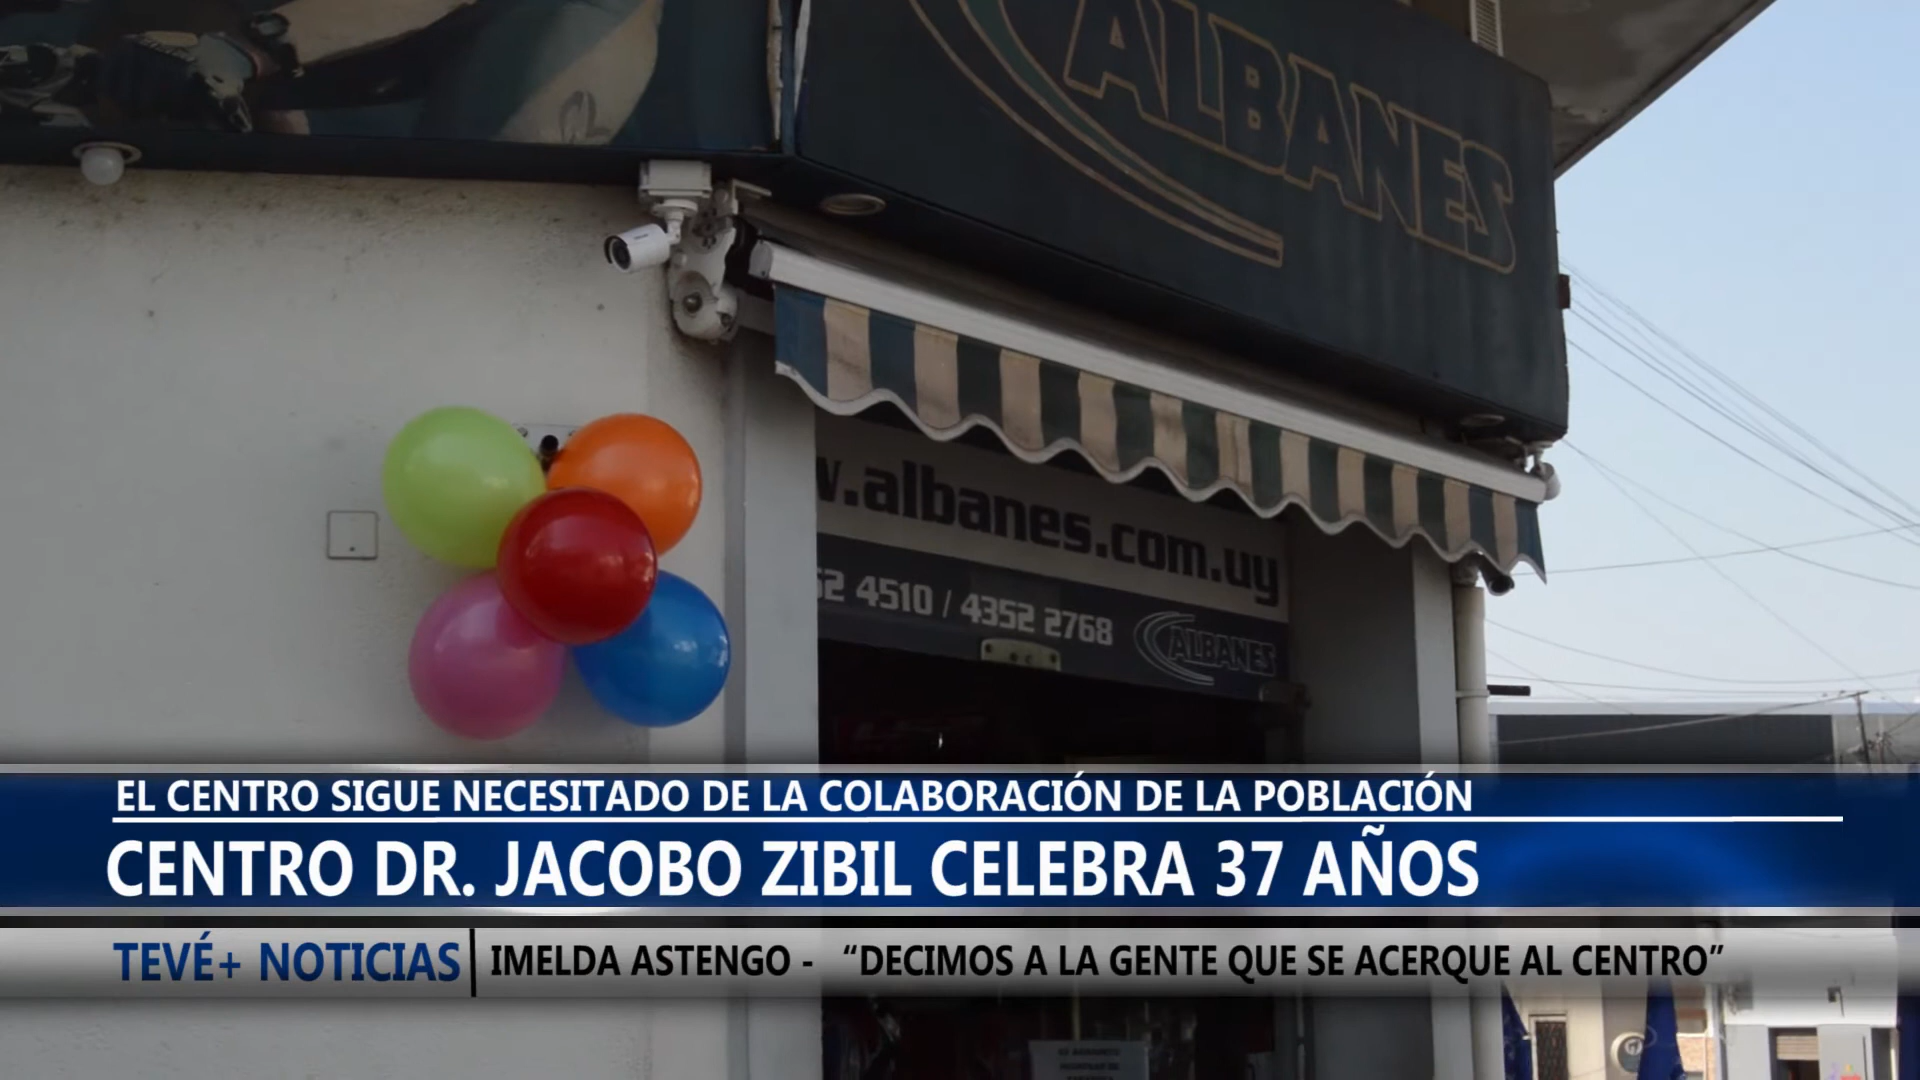 ALBANES
.albanes.com.uy
52 4510 / 4352 2768
ALBANES
EL CENTRO SIGUE NECESITADO DE LA COLABORACIÓN DE LA POBLACIÓN
CENTRO DR. JACOBO ZIBIL CELEBRA 37 AÑOS
TEVÉ+ NOTICIAS
IMELDA ASTENGO - “DECIMOS A LA GENTE QUE SE ACERQUE AL CENTRO”